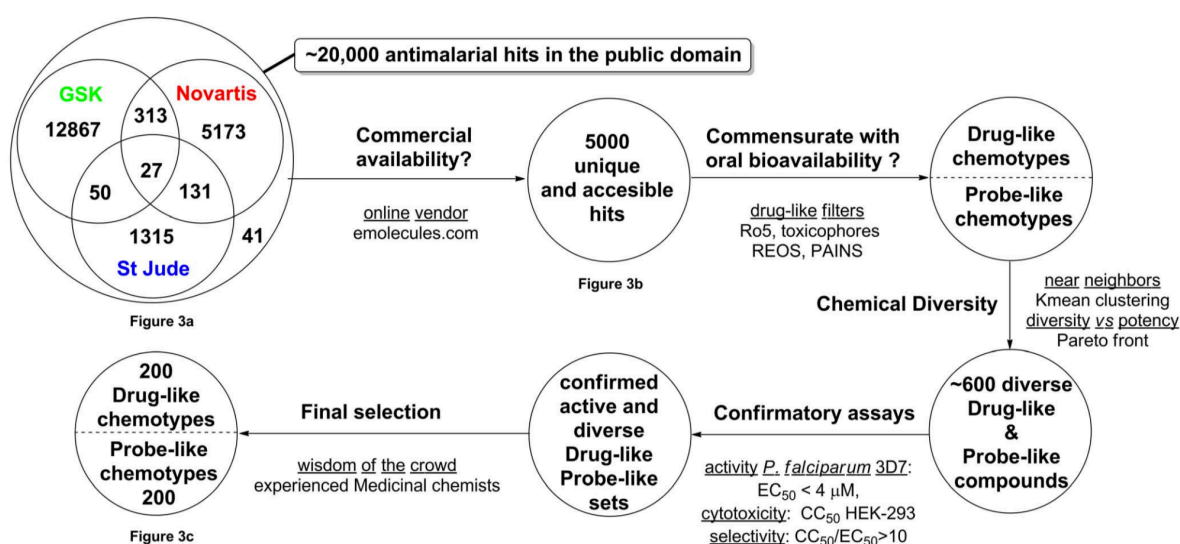 ~20,000 antimalarial hits in the public domain
GSK
Novartis
12867
313
5173
27
50
131
1315
41
St Jude
Figure 3a
Commercial
availability?
online vendor
emolecules.com
5000
unique
and accesible
hits
Figure 3b
Commensurate with
oral bioavailability ?
drug-like filters
Ro5, toxicophores
REOS, PAINS
Drug-like
chemotypes
Probe-like
chemotypes
Chemical Diversity
near neighbors
Kmean clustering
diversity vs potency
Pareto front
~600 diverse
Drug-like
&
Probe-like
compounds
Confirmatory assays
activity P. falciparum 3D7:
EC50 < 4 μM,
cytotoxicity: CC50 HEK-293
selectivity: CC50/EC50>10
confirmed
active and
diverse
Drug-like
Probe-like
sets
Final selection
wisdom of the crowd
experienced Medicinal chemists
200
Drug-like
chemotypes
Probe-like
chemotypes
200
Figure 3c